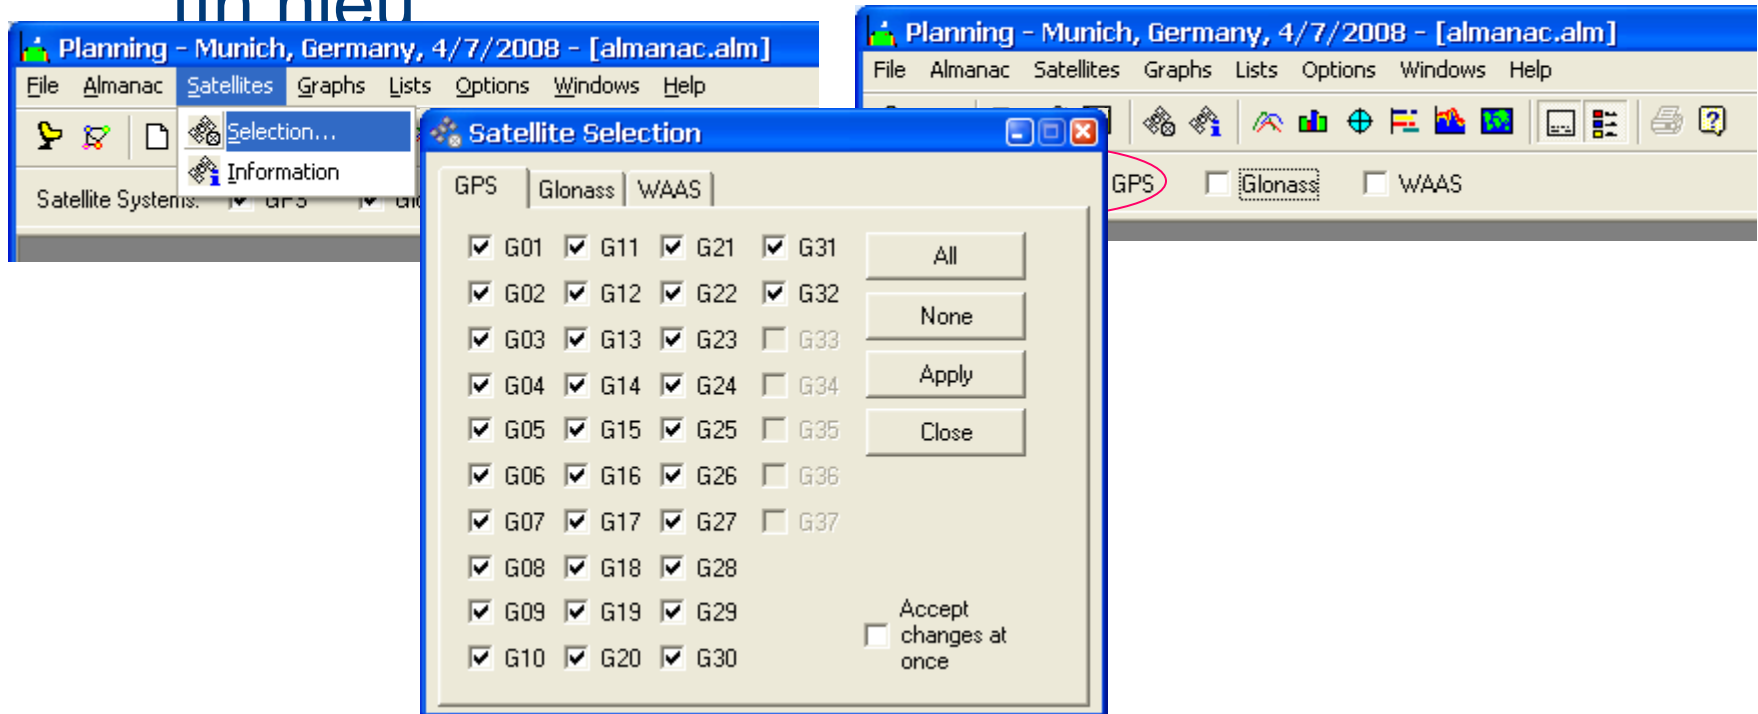 tín hiệu
Planning - Munich, Germany, 4/7/2008 - [almanac.alm]
File Almanac Satellites Graphs Lists Options Windows Help
Selection...
Information
Satellite Systems: GPS
Planning - Munich, Germany, 4/7/2008 - [almanac.alm]
File Almanac Satellites Graphs Lists Options Windows Help
GPS Glonass WAAS
Satellite Selection
GPS Glonass WAAS
G01 G11 G21 G31
G02 G12 G22 G32
G03 G13 G23 G33
G04 G14 G24 G34
G05 G15 G25 G35
G06 G16 G26 G36
G07 G17 G27 G37
G08 G18 G28
G09 G19 G29
G10 G20 G30
All
None
Apply
Close
Accept
changes at
once